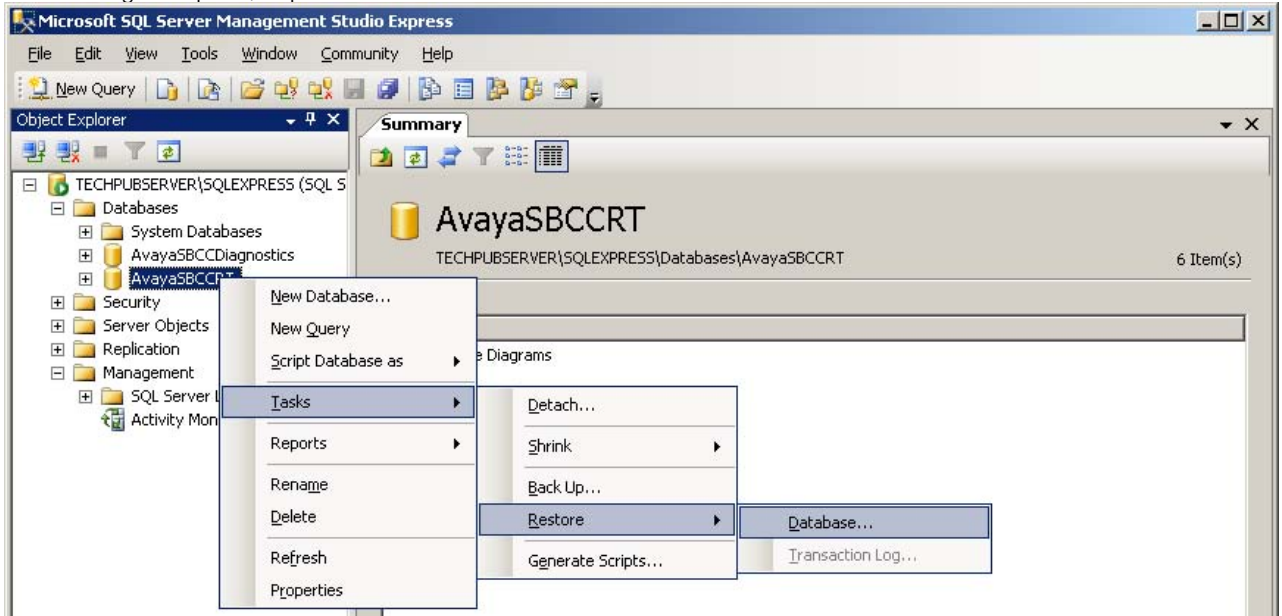 Microsoft SQL Server Management Studio Express
File Edit View Tools Window Community Help
New Query
Object Explorer
Summary
TECHPUBSERVER\SQLEXPRESS (SQL S
Databases
System Databases
AvayaSBCCDiagnostics
AvayaSBCCRT
Security
Server Objects
Replication
Management
SQL Server L
Activity Mon
AvayaSBCCRT
TECHPUBSERVER\SQLEXPRESS\Databases\AvayaSBCCRT
6 Item(s)
Diagrams
New Database...
New Query
Script Database as
Tasks
Reports
Rename
Delete
Refresh
Properties
Detach...
Shrink
Back Up...
Restore
Generate Scripts...
Database...
Transaction Log...